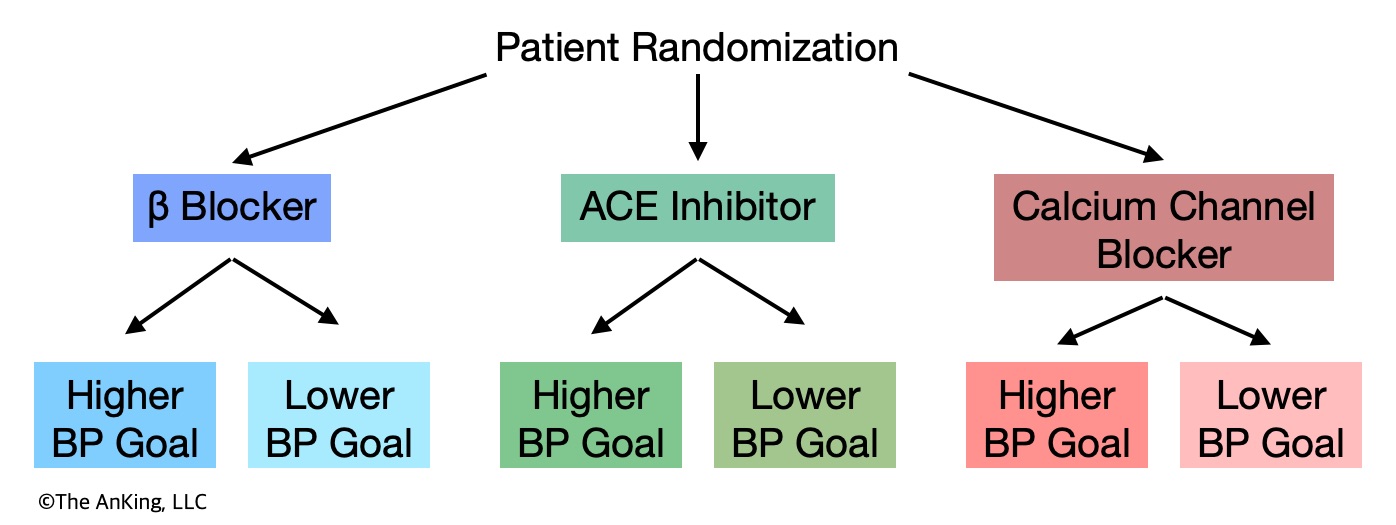 Patient Randomization
β Blocker
ACE Inhibitor
Calcium Channel
Blocker
Higher
BP Goal
Lower
BP Goal
Higher
BP Goal
Lower
BP Goal
Higher
BP Goal
Lower
BP Goal
©The AnKing, LLC